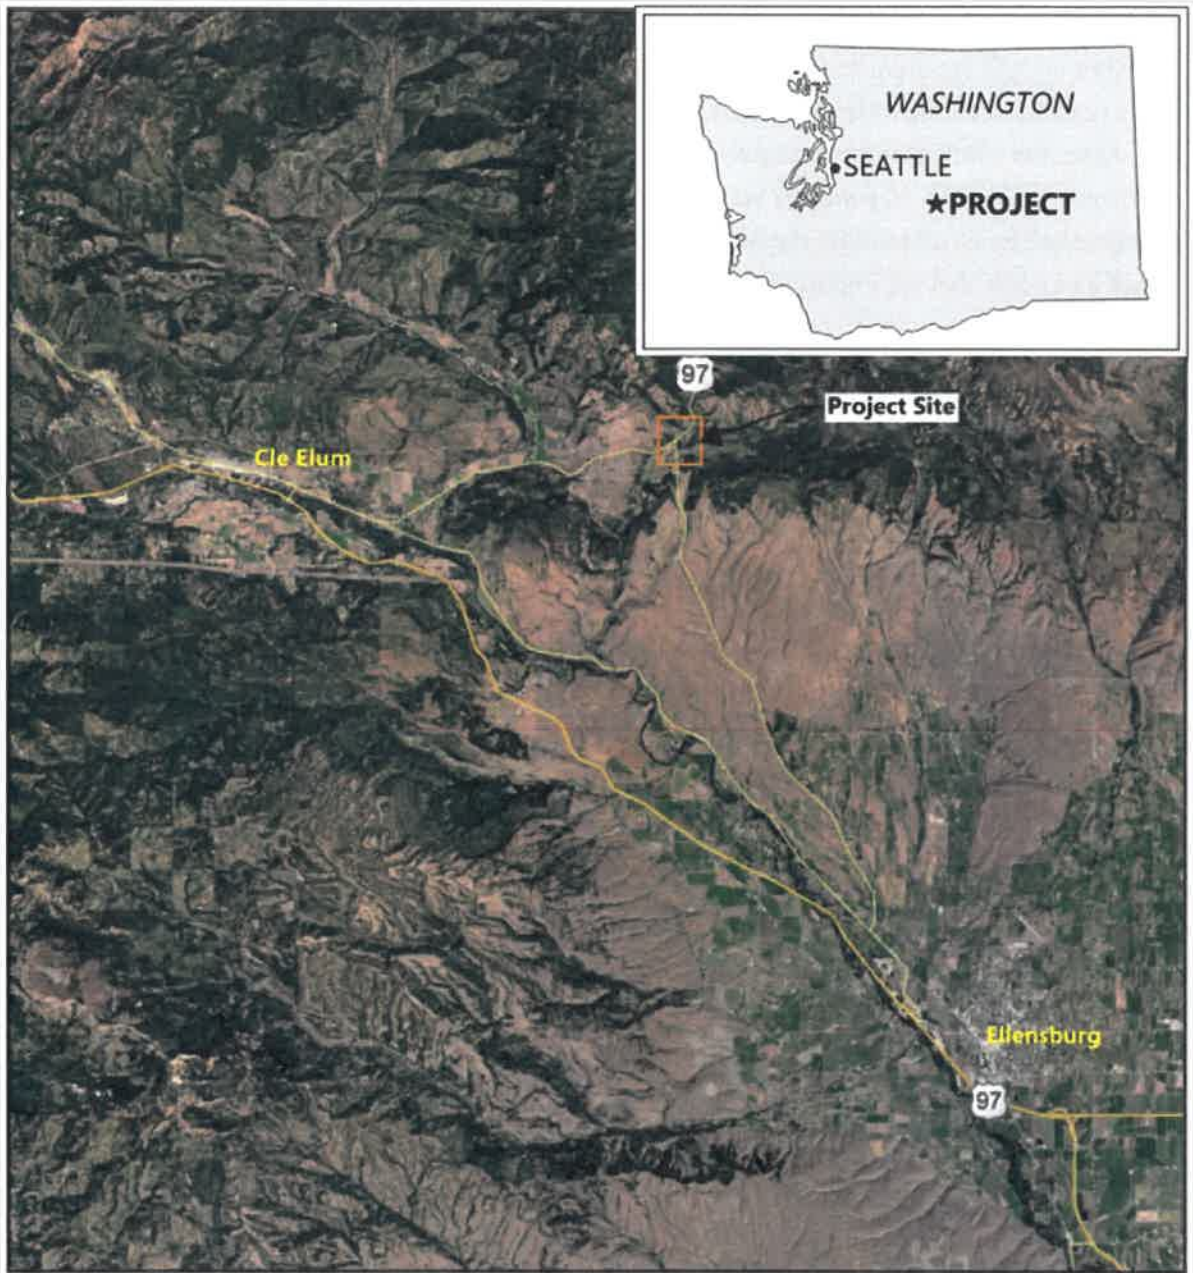 WASHINGTON
SEATTLE
PROJECT
97
Project Site
Cle Elum
Ellensburg
97